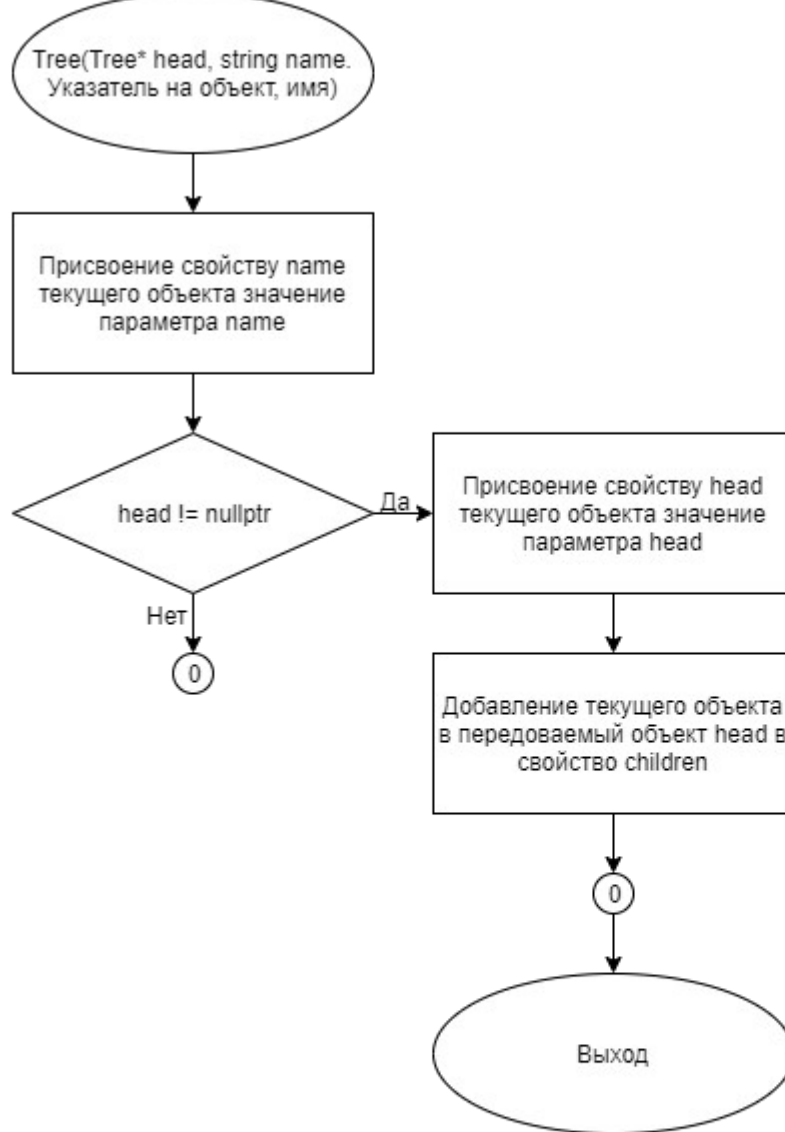 Tree(Tree* head, string name.
Указатель на объект, имя)
Присвоение свойству name
текущего объекта значение
параметра name
head != nullptr
Да
Присвоение свойству head
текущего объекта значение
параметра head
Нет
0
Добавление текущего объекта
в передоваемый объект head в
свойство children
0
Выход